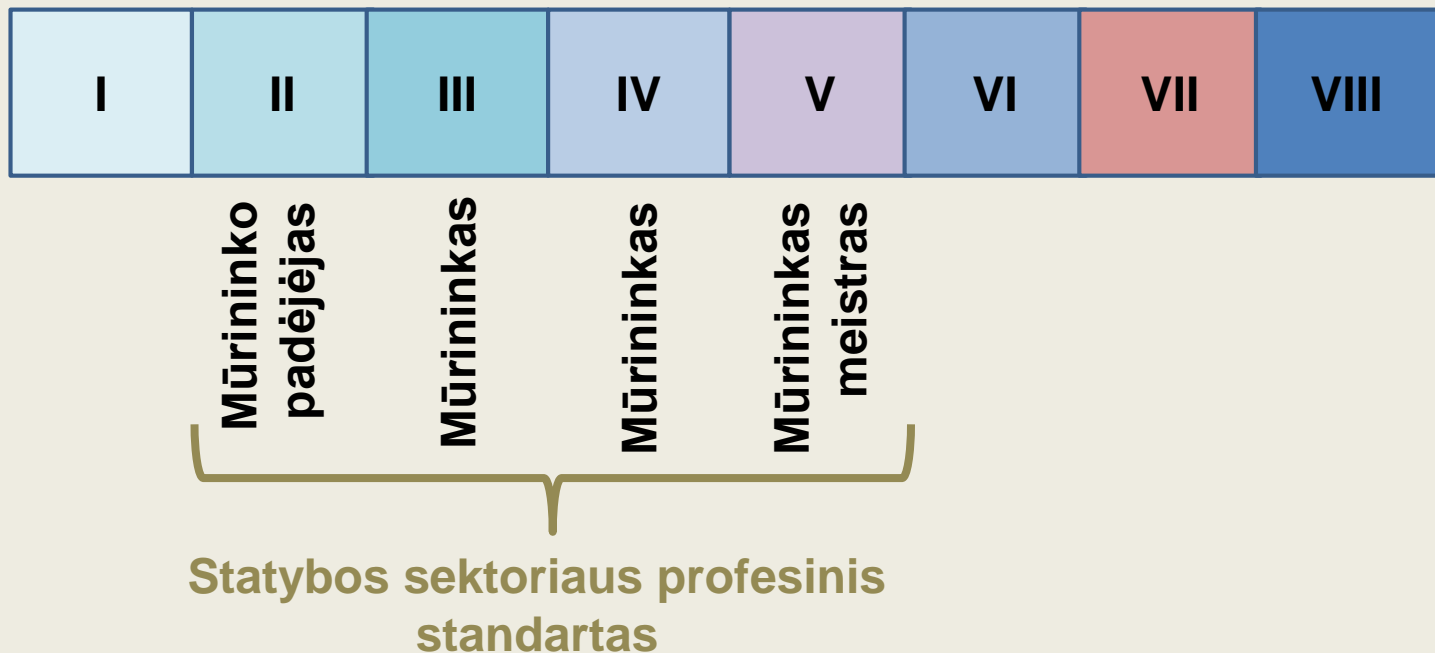 I II III IV V VI VII VIII
Mūrininko
padėjėjas
Mūrininkas
Mūrininkas
Mūrininkas
meistras
Statybos sektoriaus profesinis
standartas